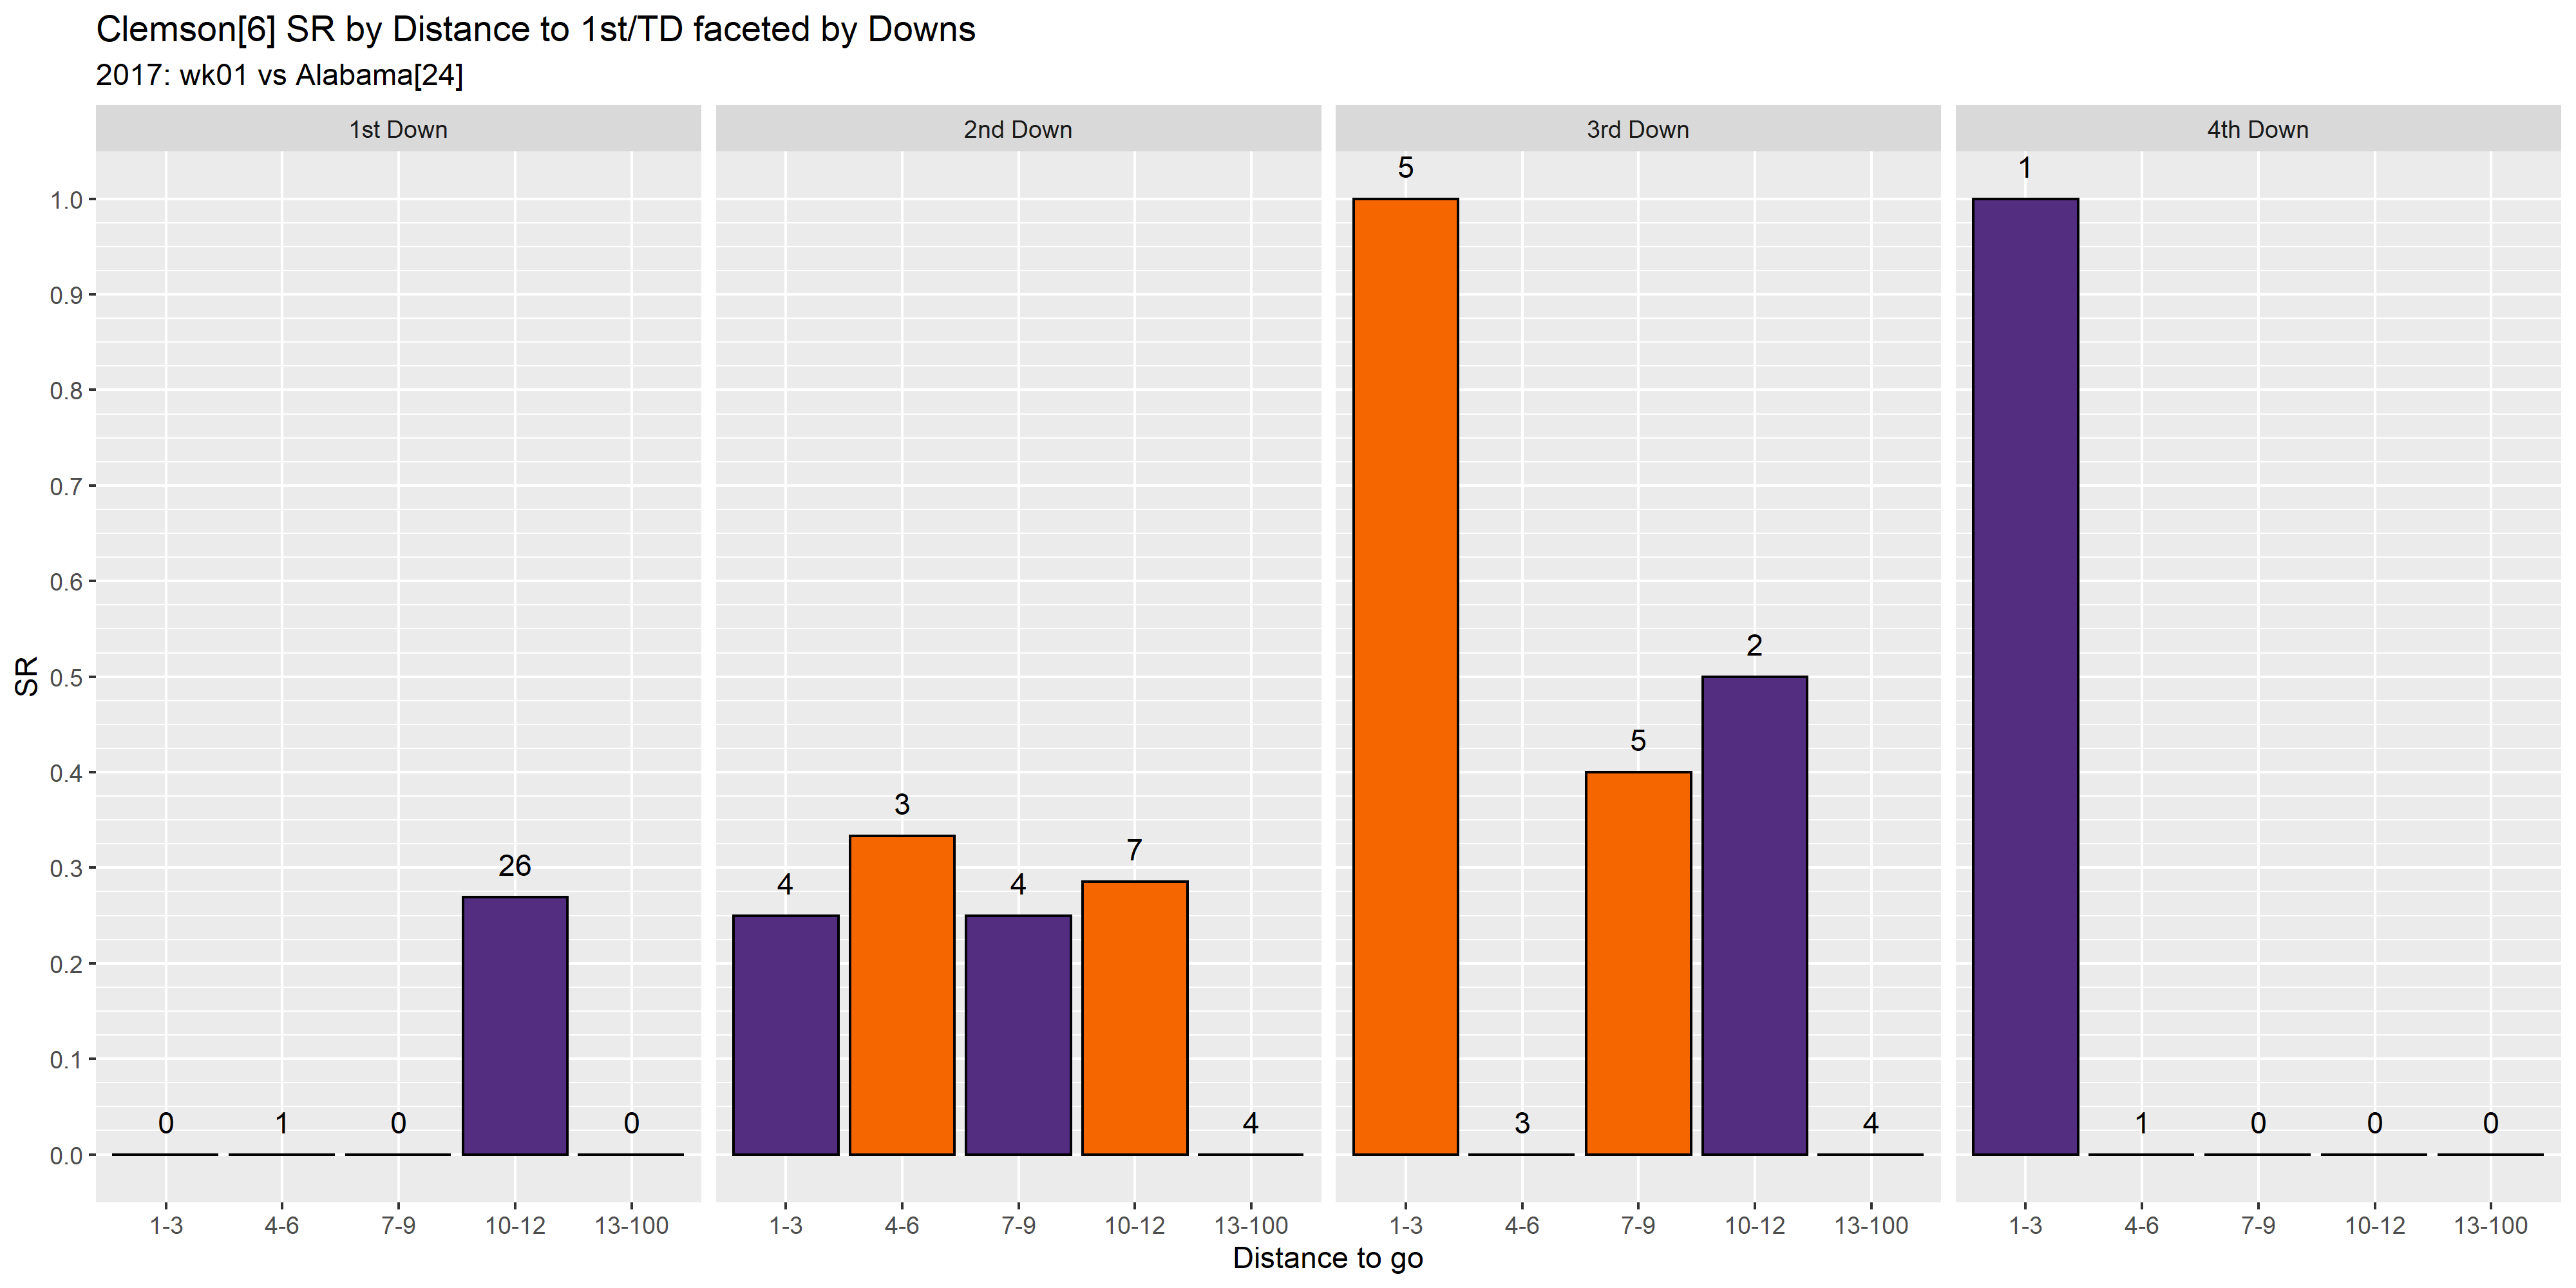 Clemson[6] SR by Distance to 1st/TD faceted by Downs
2017: wk01 vs Alabama[24]
1st Down
2nd Down
3rd Down
4th Down
SR
1.0
0.9
0.8
0.7
0.6
0.5
0.4
0.3
0.2
0.1
0.0
0 1 0 26 0
4 3 4 7 4
5 3 5 2 4
1 1 0 0 0
1-3 4-6 7-9 10-12 13-100
1-3 4-6 7-9 10-12 13-100
1-3 4-6 7-9 10-12 13-100
1-3 4-6 7-9 10-12 13-100
Distance to go